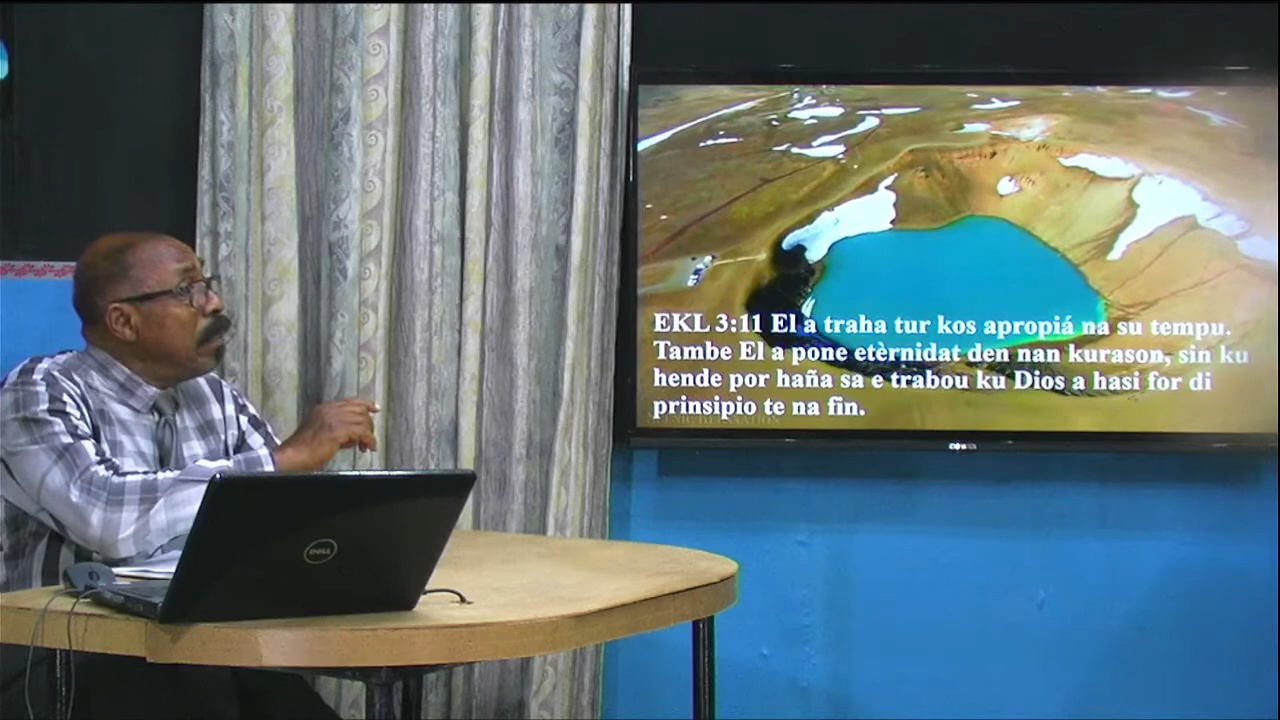 EKL 3:11 El a traha tur kos apropiá na su tempu.
Tambe El a pone etèrnidat den nan kurason, sin ku
hende por haña sa e trabou ku Dios a hasi for di
prinsipio te na fin.
DELL